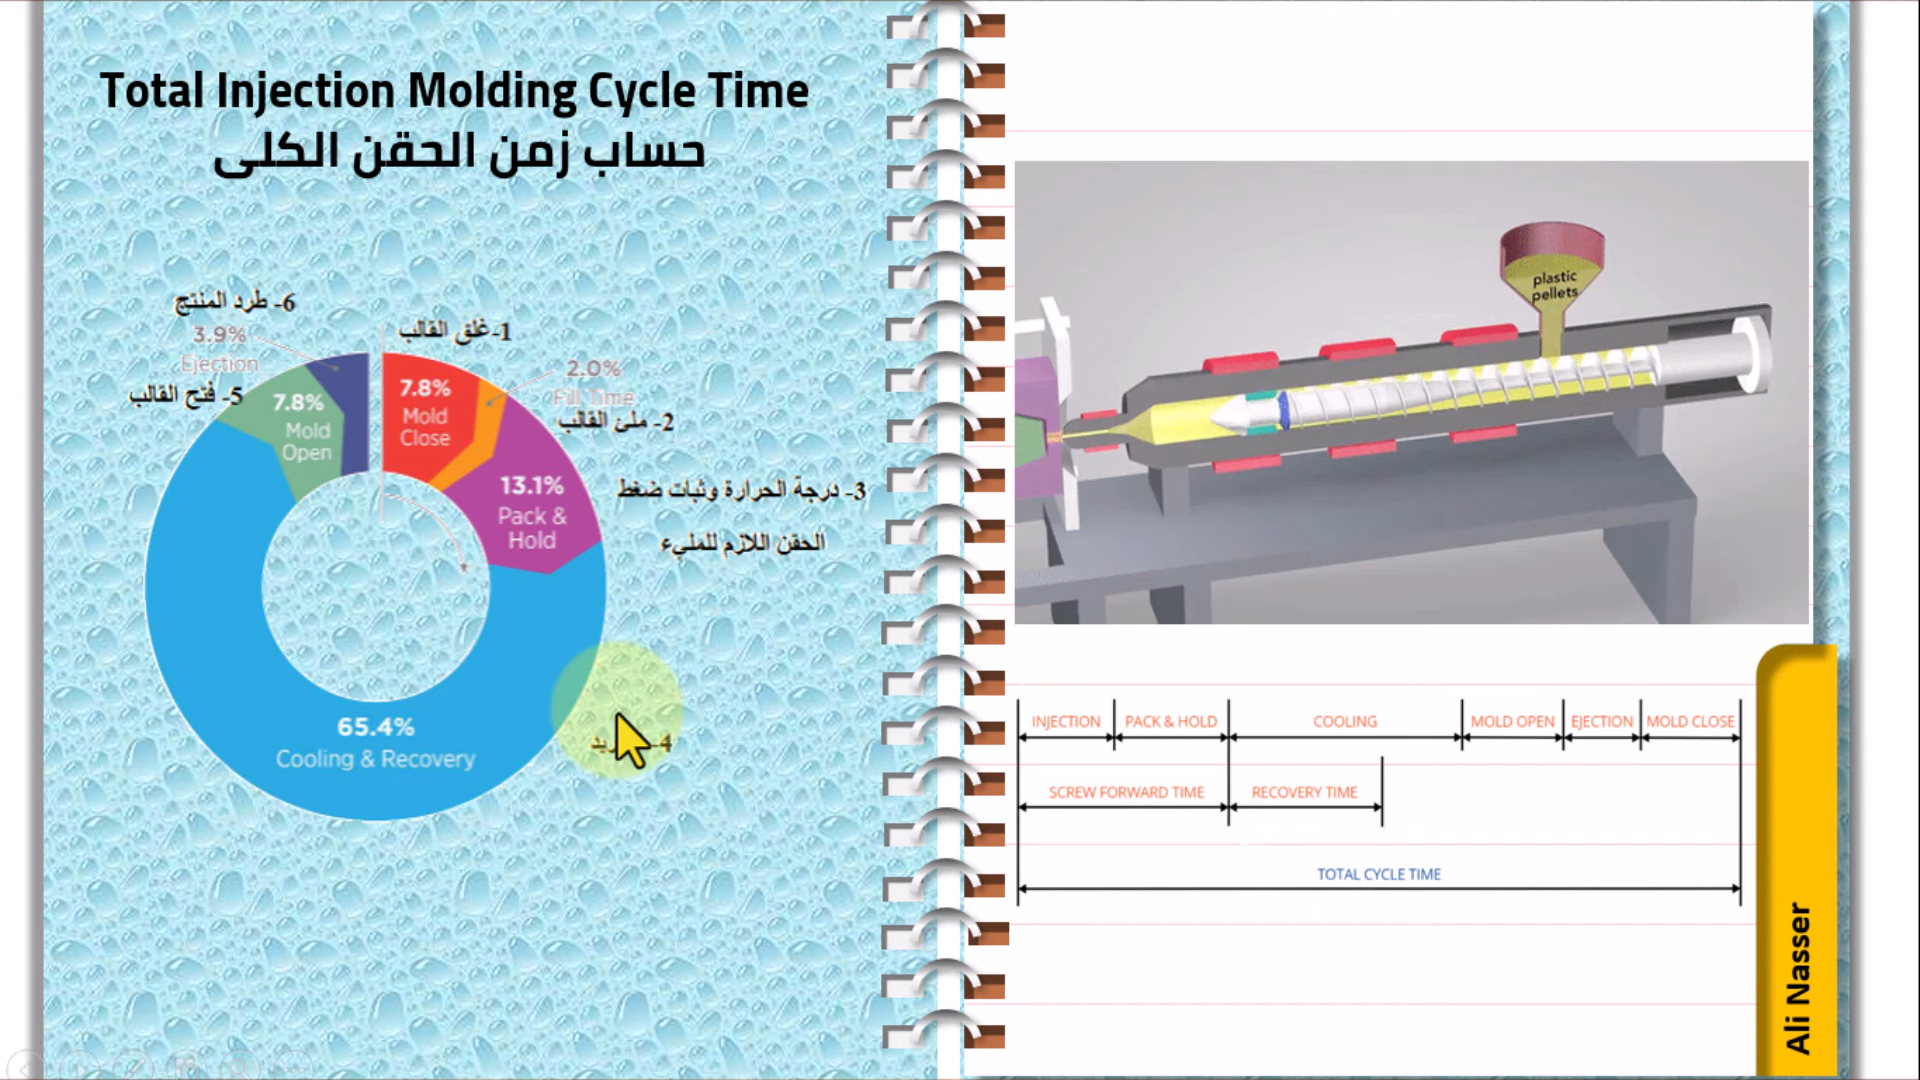 Total Injection Molding Cycle Time
حساب زمن الحقن الكلى
6- طرد المنتج
3.9%
Ejection
5- فتح القالب
7.8%
Mold
Open
1-غلق القالب
7.8%
Mold
Close
2.0%
Fill Time
2- ملئ القالب
13.1%
Pack &
Hold
3- درجة الحرارة وثبات ضغط
الحقن اللازم للمليء
4-
65.4%
Cooling & Recovery
plastic
pellets
INJECTION PACK & HOLD COOLING MOLD OPEN EJECTION MOLD CLOSE
SCREW FORWARD TIME RECOVERY TIME
TOTAL CYCLE TIME
Ali Nasser